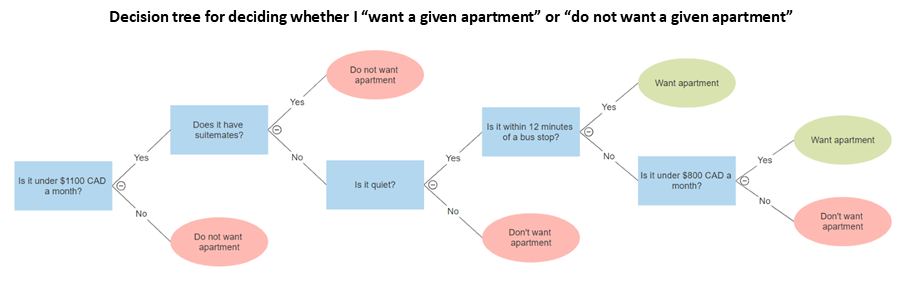 Decision tree for deciding whether I “want a given apartment” or “do not want a given apartment”
Is it under $1100 CAD
a month?
Yes
No
Does it have
suitemates?
Do not want
apartment
Yes
No
Do not want
apartment
Is it quiet?
Yes
No
Is it within 12 minutes
of a bus stop?
Don't want
apartment
Yes
No
Want apartment
Is it under $800 CAD a
month?
Yes
No
Want apartment
Don't want
apartment